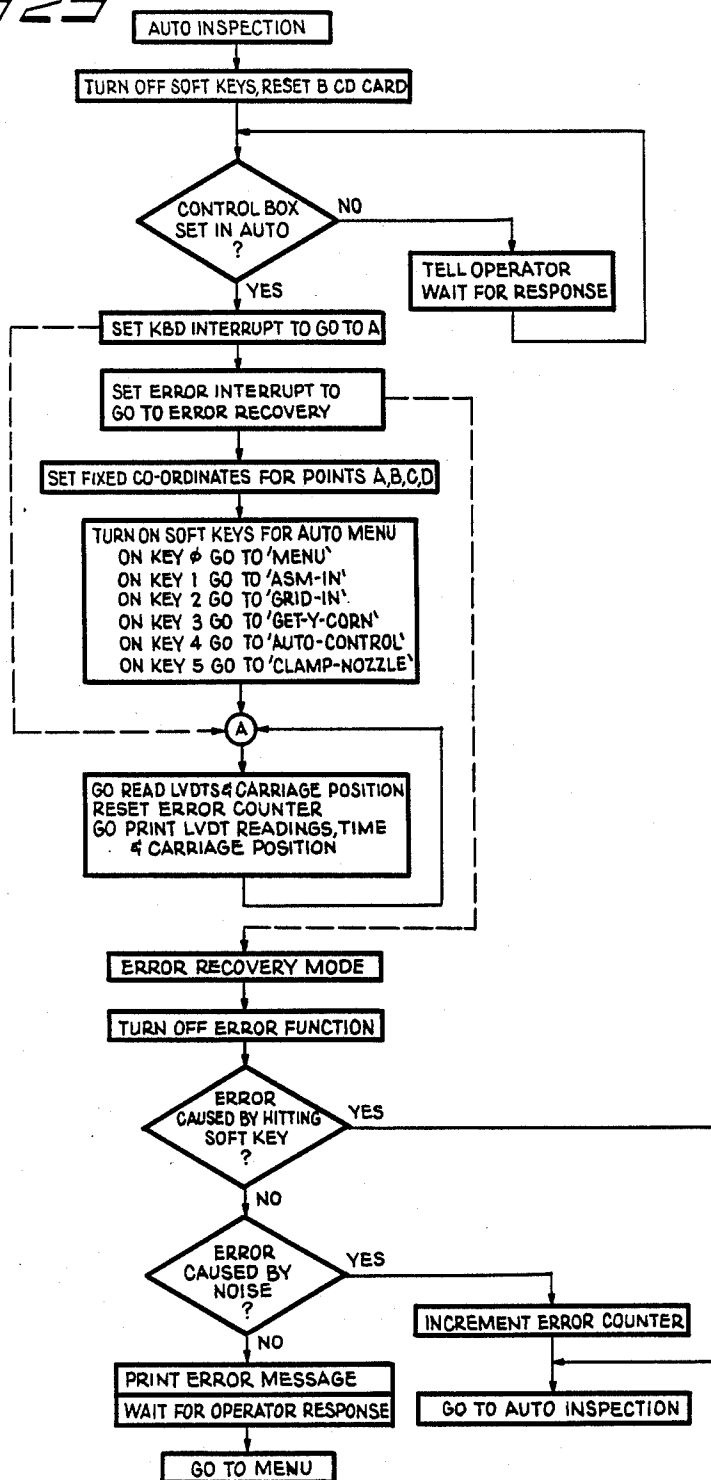 AUTO INSPECTION
TURN OFF SOFT KEYS, RESET B CD CARD
CONTROL BOX
SET IN AUTO
?
NO
TELL OPERATOR
WAIT FOR RESPONSE
YES
SET KBD INTERRUPT TO GO TO A
SET ERROR INTERRUPT TO
GO TO ERROR RECOVERY
SET FIXED CO-ORDINATES FOR POINTS A,B,C,D
TURN ON SOFT KEYS FOR AUTO MENU
ON KEY ϕ GO TO 'MENU'
ON KEY 1 GO TO 'ASM-IN'
ON KEY 2 GO TO 'GRID-IN'.
ON KEY 3 GO TO 'GET-Y-CORN'
ON KEY 4 GO TO 'AUTO-CONTROL'
ON KEY 5 GO TO 'CLAMP-NOZZLE'
A
GO READ LVDTS & CARRIAGE POSITION
RESET ERROR COUNTER
GO PRINT LVDT READINGS, TIME
& CARRIAGE POSITION
ERROR RECOVERY MODE
TURN OFF ERROR FUNCTION
ERROR
CAUSED BY HITTING
SOFT KEY
?
YES
NO
ERROR
CAUSED BY
NOISE
?
YES
INCREMENT ERROR COUNTER
NO
PRINT ERROR MESSAGE
WAIT FOR OPERATOR RESPONSE
GO TO AUTO INSPECTION
GO TO MENU